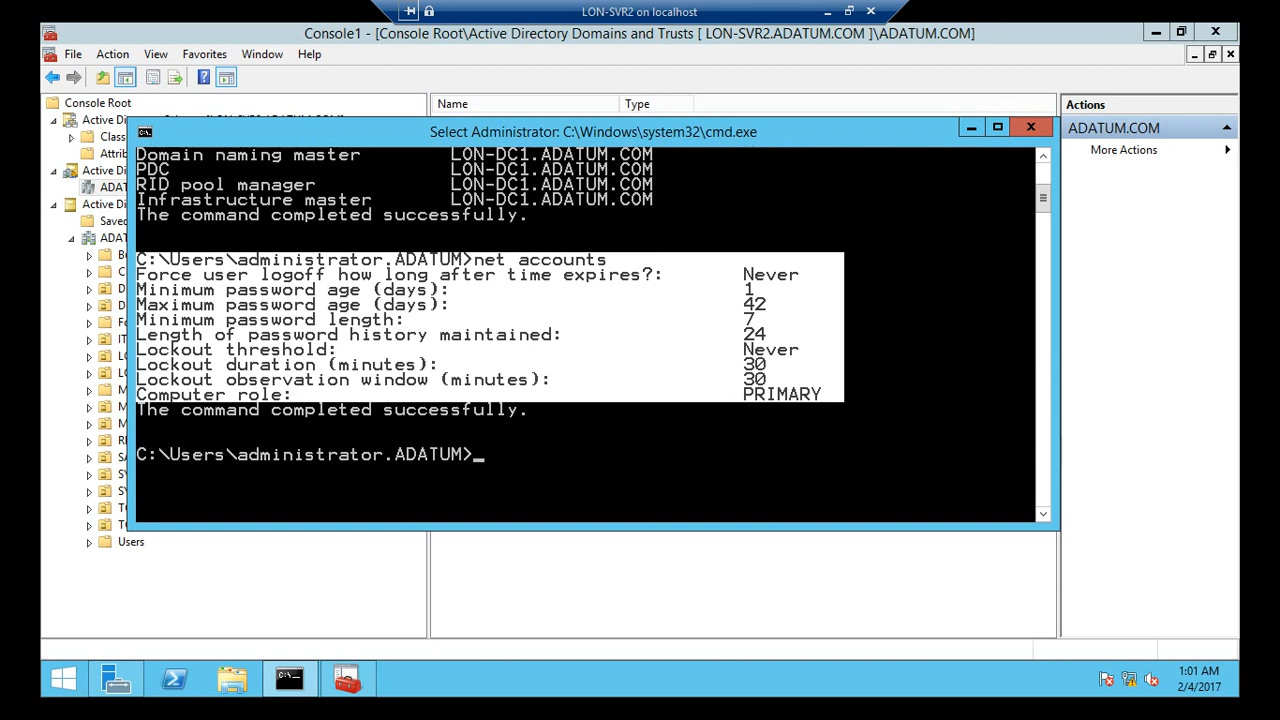 LON-SVR2 on localhost
Console1 - [Console Root\Active Directory Domains and Trusts [ LON-SVR2.ADATUM.COM ]\ADATUM.COM]
File Action View Favorites Window Help
Console Root
Name Type
Actions
Active Di
ADATUM.COM
Class
More Actions
Attrib
Active Di
ADAT
Active Di
Saved
ADAT
B
C
D
D
F
IT
L
L
M
M
M
R
S
S
S
T
T
Users
Select Administrator: C:\Windows\system32\cmd.exe
Domain naming master LON-DC1.ADATUM.COM
PDC LON-DC1.ADATUM.COM
RID pool manager LON-DC1.ADATUM.COM
Infrastructure master LON-DC1.ADATUM.COM
The command completed successfully.
C:\Users\administrator.ADATUM>net accounts
Force user logoff how long after time expires?: Never
Minimum password age (days): 1
Maximum password age (days): 42
Minimum password length: 7
Length of password history maintained: 24
Lockout threshold: Never
Lockout duration (minutes): 30
Lockout observation window (minutes): 30
Computer role: PRIMARY
The command completed successfully.
C:\Users\administrator.ADATUM>_
1:01 AM
2/4/2017